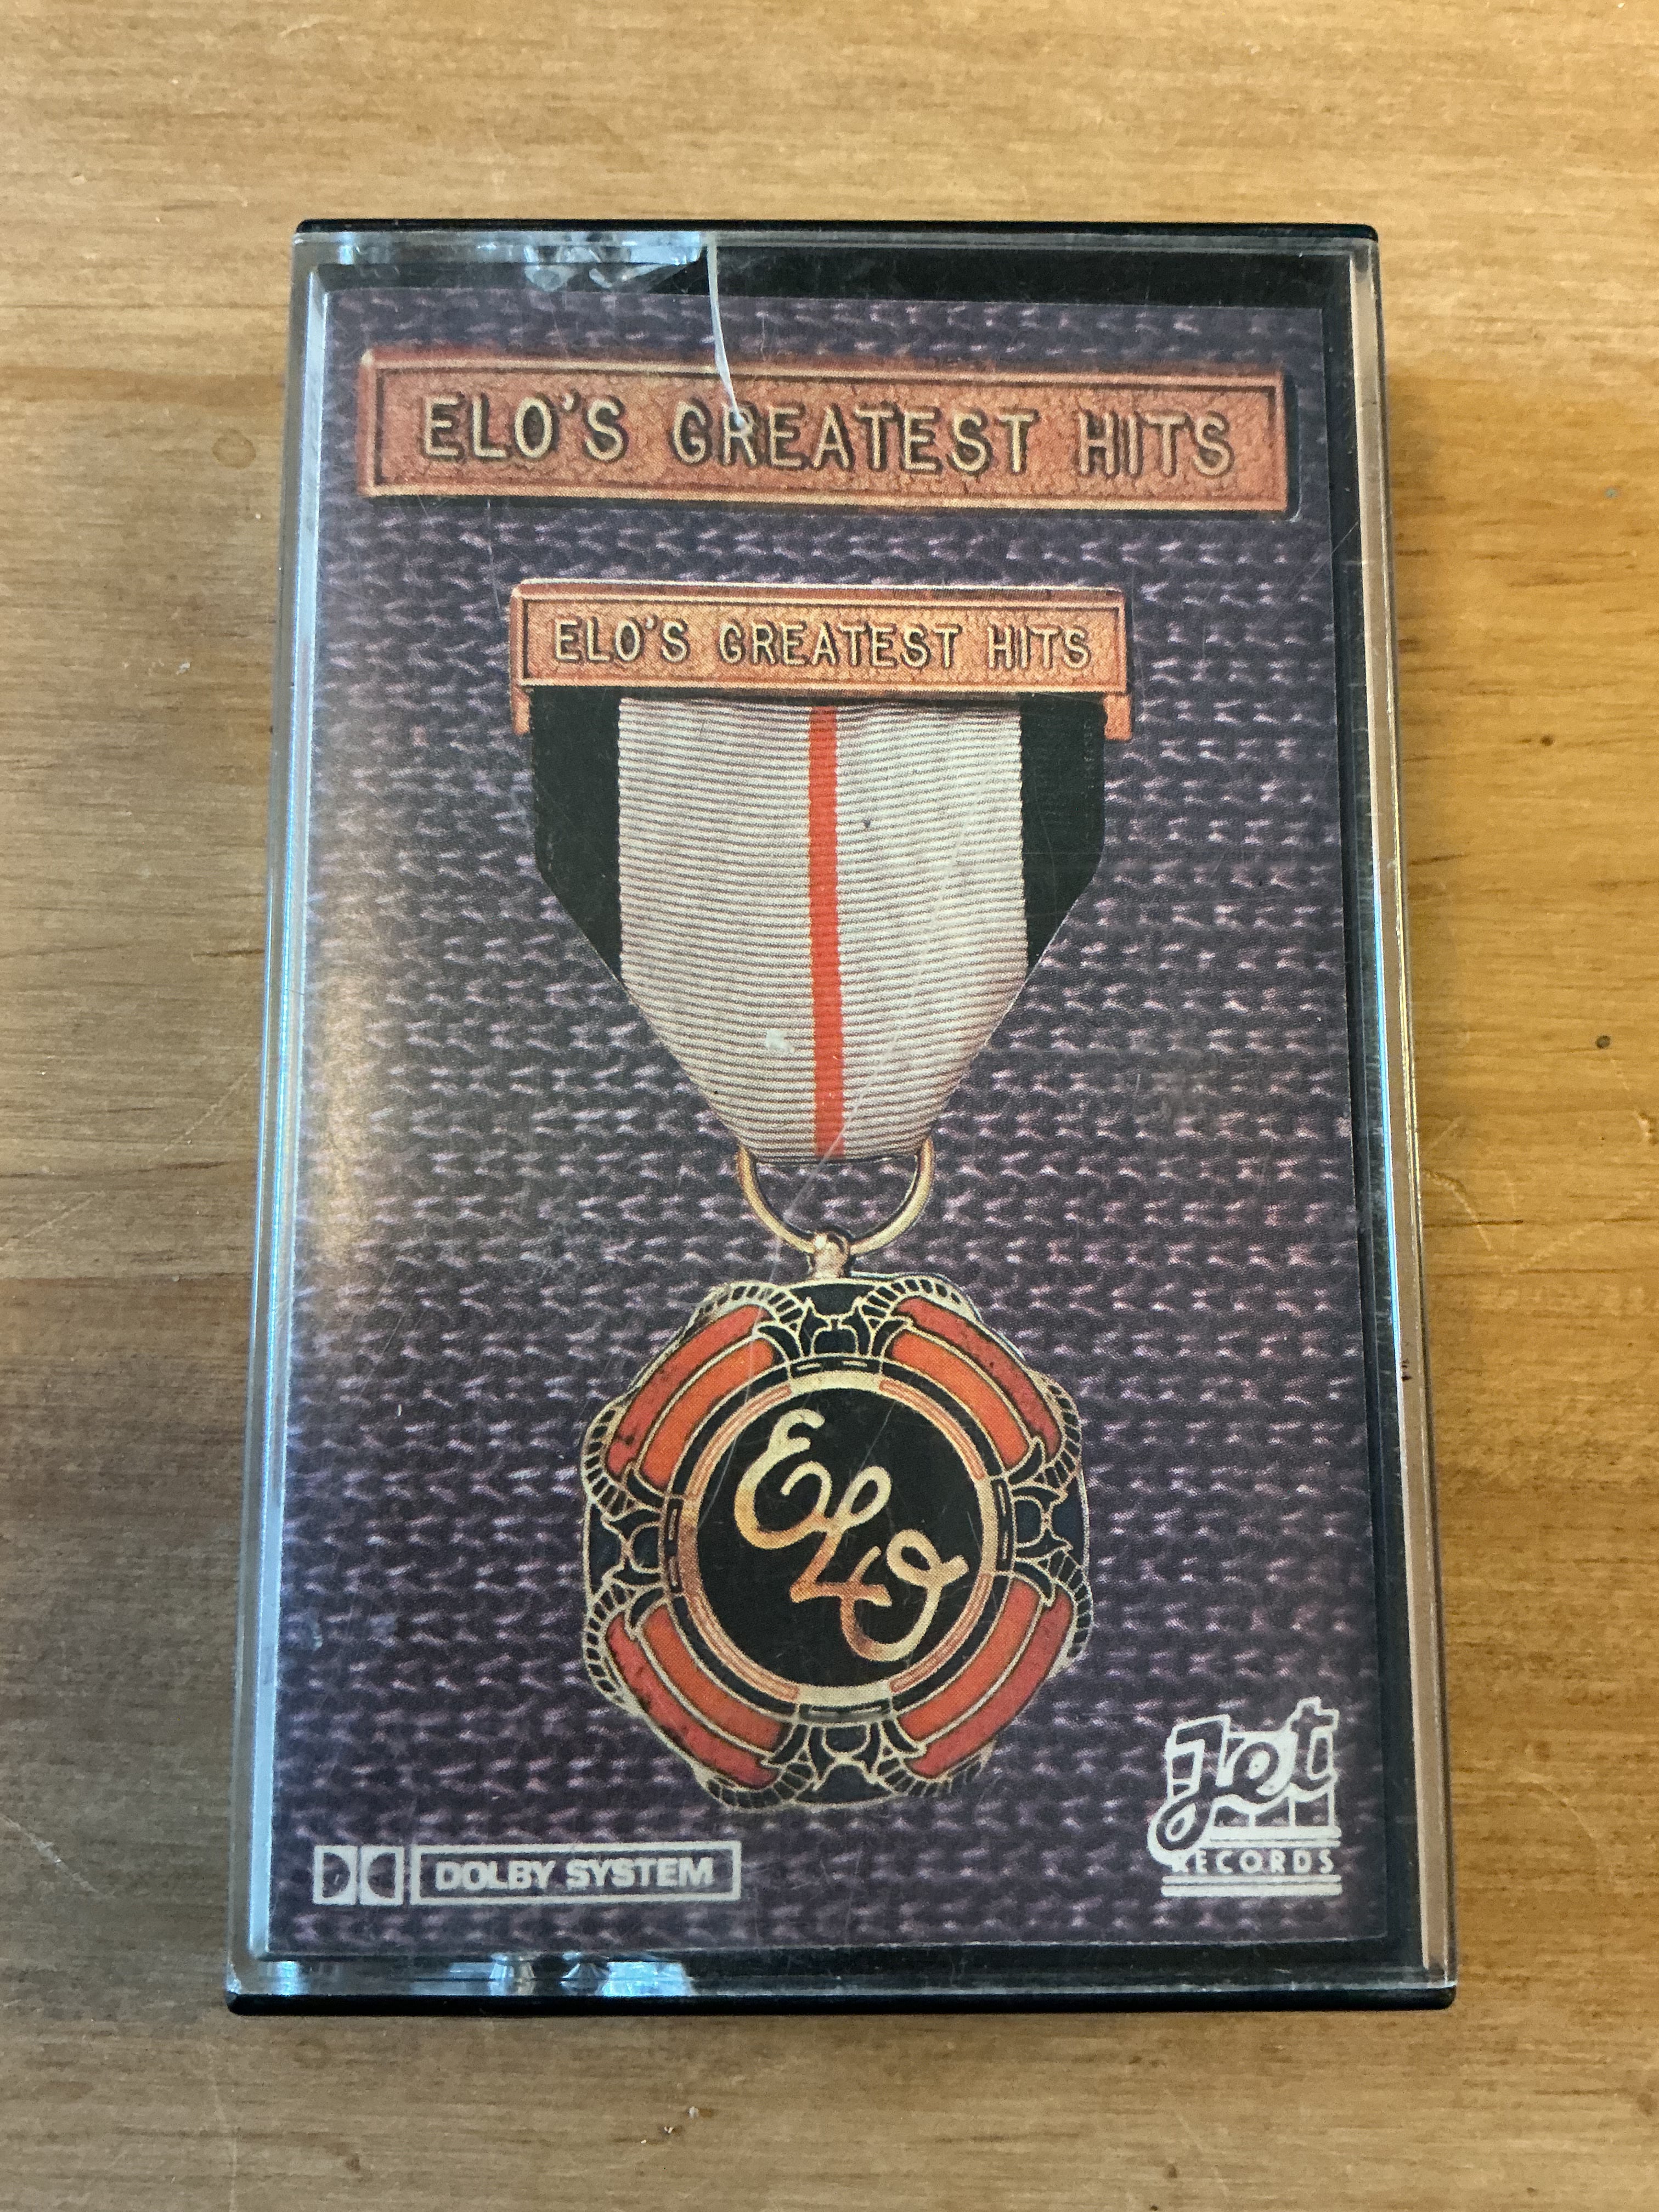 ELO'S GREATEST HITS
ELO'S GREATEST HITS
ELO
DOLBY SYSTEM
Jet
RECORDS